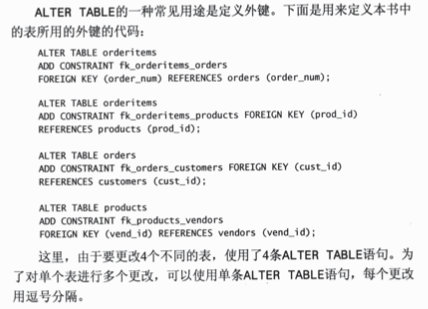 ALTER TABLE的一种常见用途是定义外键。下面是用来定义本书中
的表所用的外键的代码:
ALTER TABLE orderitems
ADD CONSTRAINT fk_orderitems_orders
FOREIGN KEY (order_num) REFERENCES orders (order_num);
ALTER TABLE orderitems
ADD CONSTRAINT fk_orderitems_products FOREIGN KEY (prod_id)
REFERENCES products (prod_id);
ALTER TABLE orders
ADD CONSTRAINT fk_orders_customers FOREIGN KEY (cust_id)
REFERENCES customers (cust_id);
ALTER TABLE products
ADD CONSTRAINT fk_products_vendors
FOREIGN KEY (vend_id) REFERENCES vendors (vend_id);
这里,由于要更改4个不同的表,使用了4条ALTER TABLE语句。为
了对单个表进行多个更改,可以使用单条ALTER TABLE语句,每个更改
用逗号分隔。